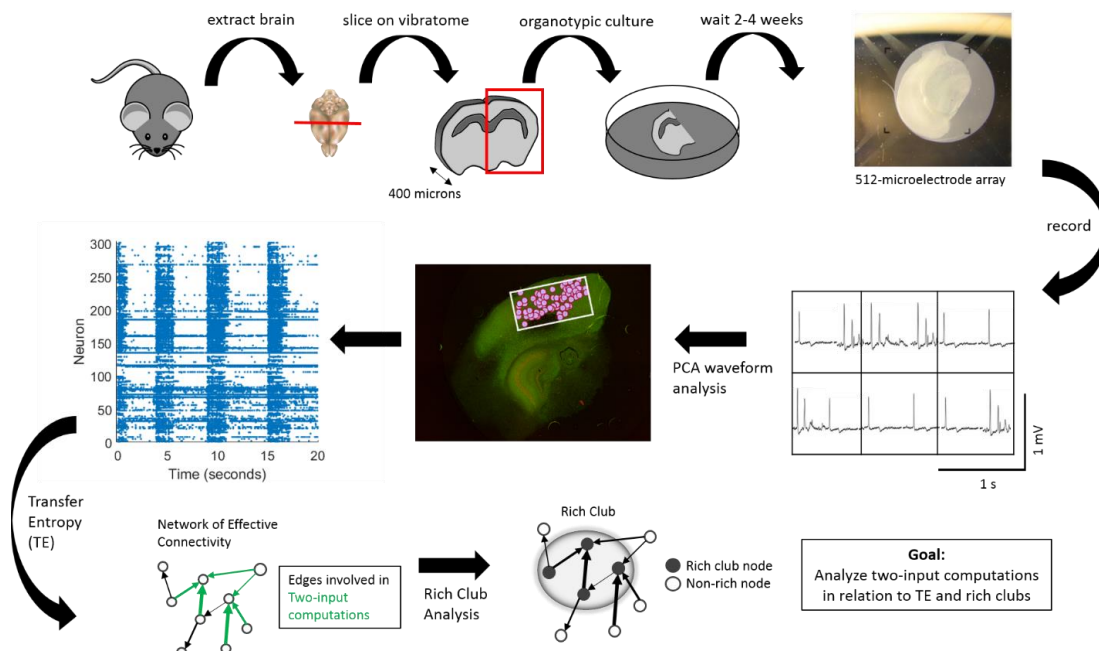 extract brain
slice on vibratome
organotypic culture
wait 2-4 weeks
400 microns
512-microelectrode array
record
300
250
200
150
100
50
0
Neuron
0 5 10 15 20
Time (seconds)
PCA waveform
analysis
1 mV
1 s
Transfer
Entropy
(TE)
Network of Effective
Connectivity
Edges involved in
Two-input
computations
Rich Club
Analysis
Rich Club
Rich club node
Non-rich node
Goal:
Analyze two-input computations
in relation to TE and rich clubs